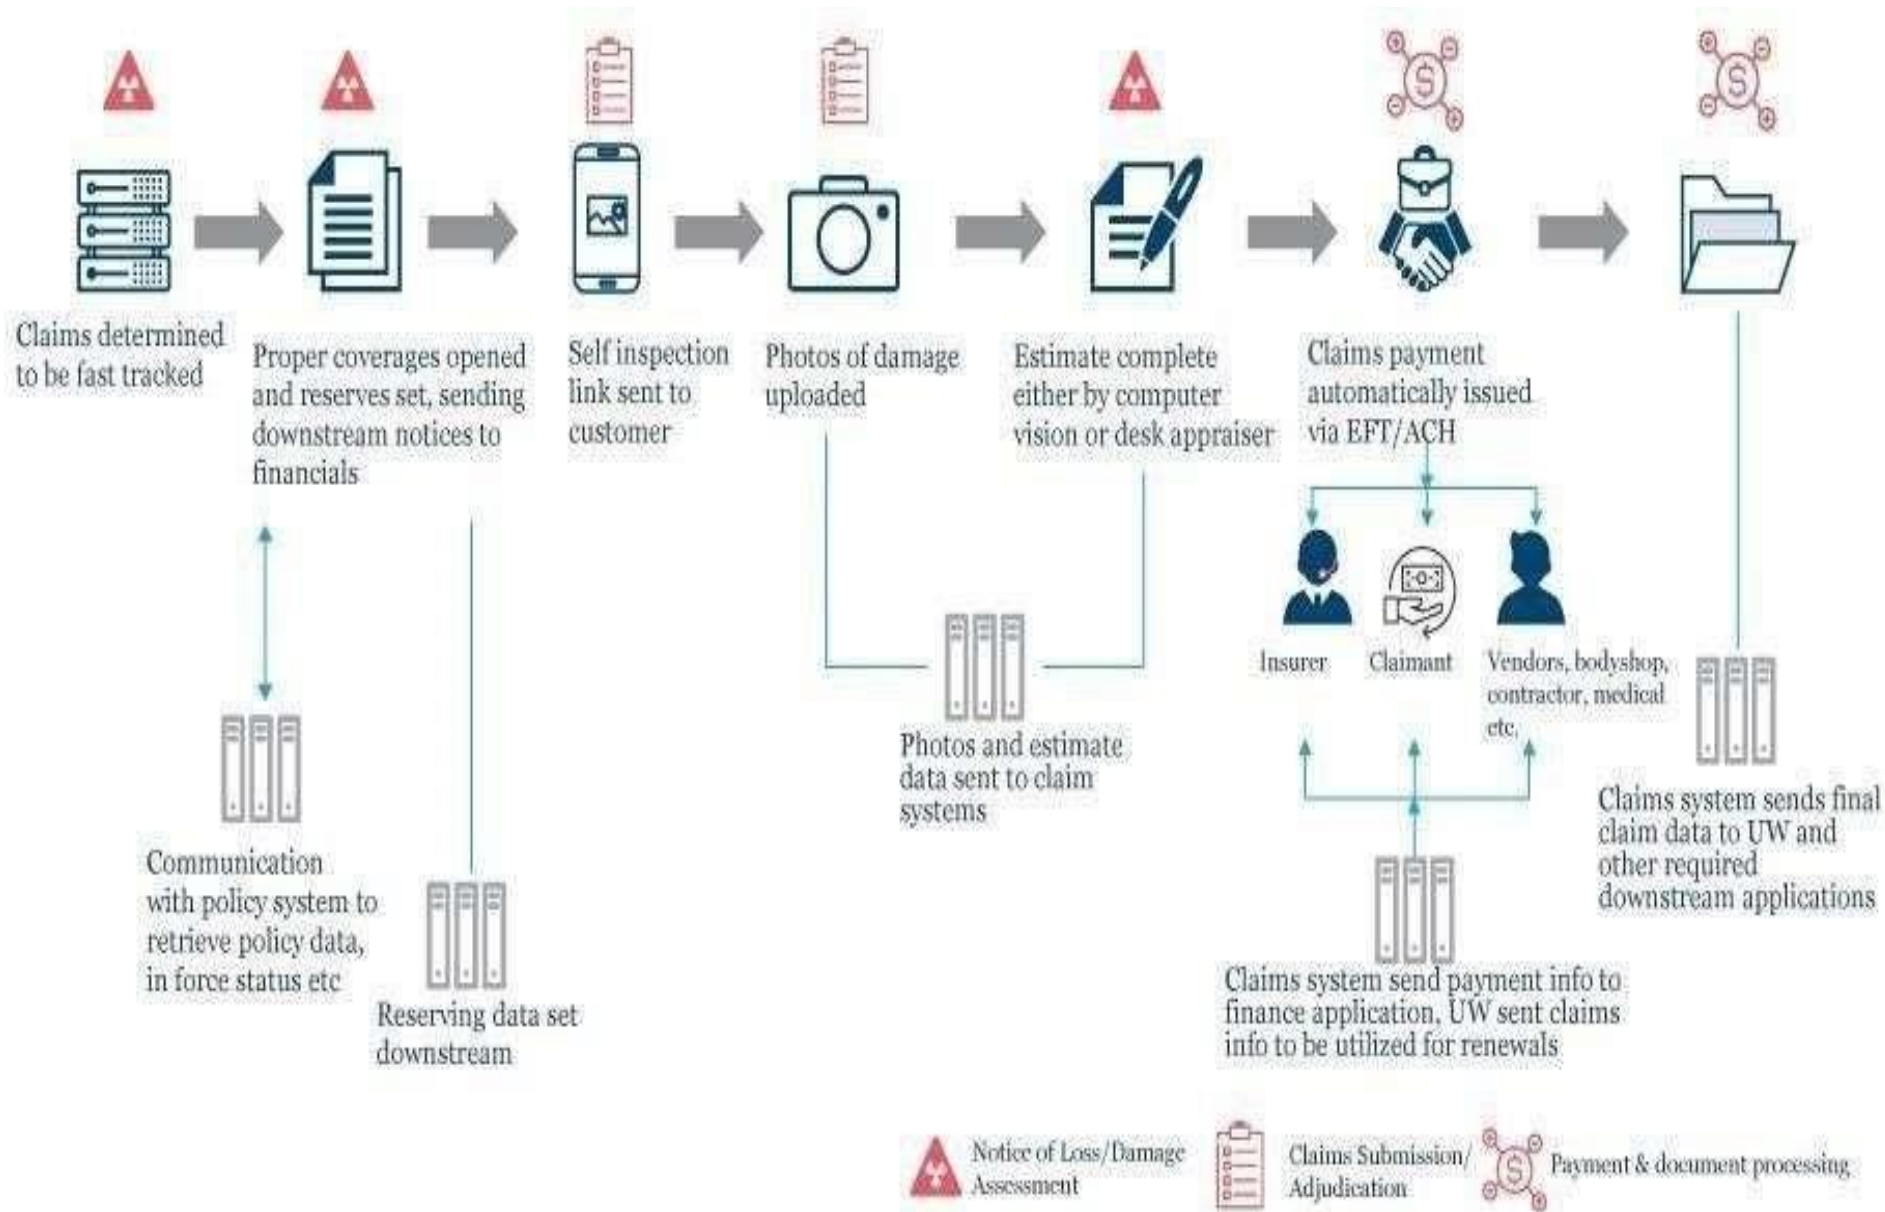 Claims determined
to be fast tracked
Proper coverages opened
and reserves set, sending
downstream notices to
financials
Self inspection
link sent to
customer
Photos of damage
uploaded
Estimate complete
either by computer
vision or desk appraiser
Claims payment
automatically issued
via EFT/ACH
Insurer
Claimant
Vendors, bodyshop,
contractor, medical
etc.
Communication
with policy system to
retrieve policy data,
in force status etc
Reserving data set
downstream
Photos and estimate
data sent to claim
systems
Claims system send payment info to
finance application, UW sent claims
info to be utilized for renewals
Claims system sends final
claim data to UW and
other required
downstream applications
Notice of Loss/Damage
Assessment
Claims Submission/
Adjudication
Payment & document processing